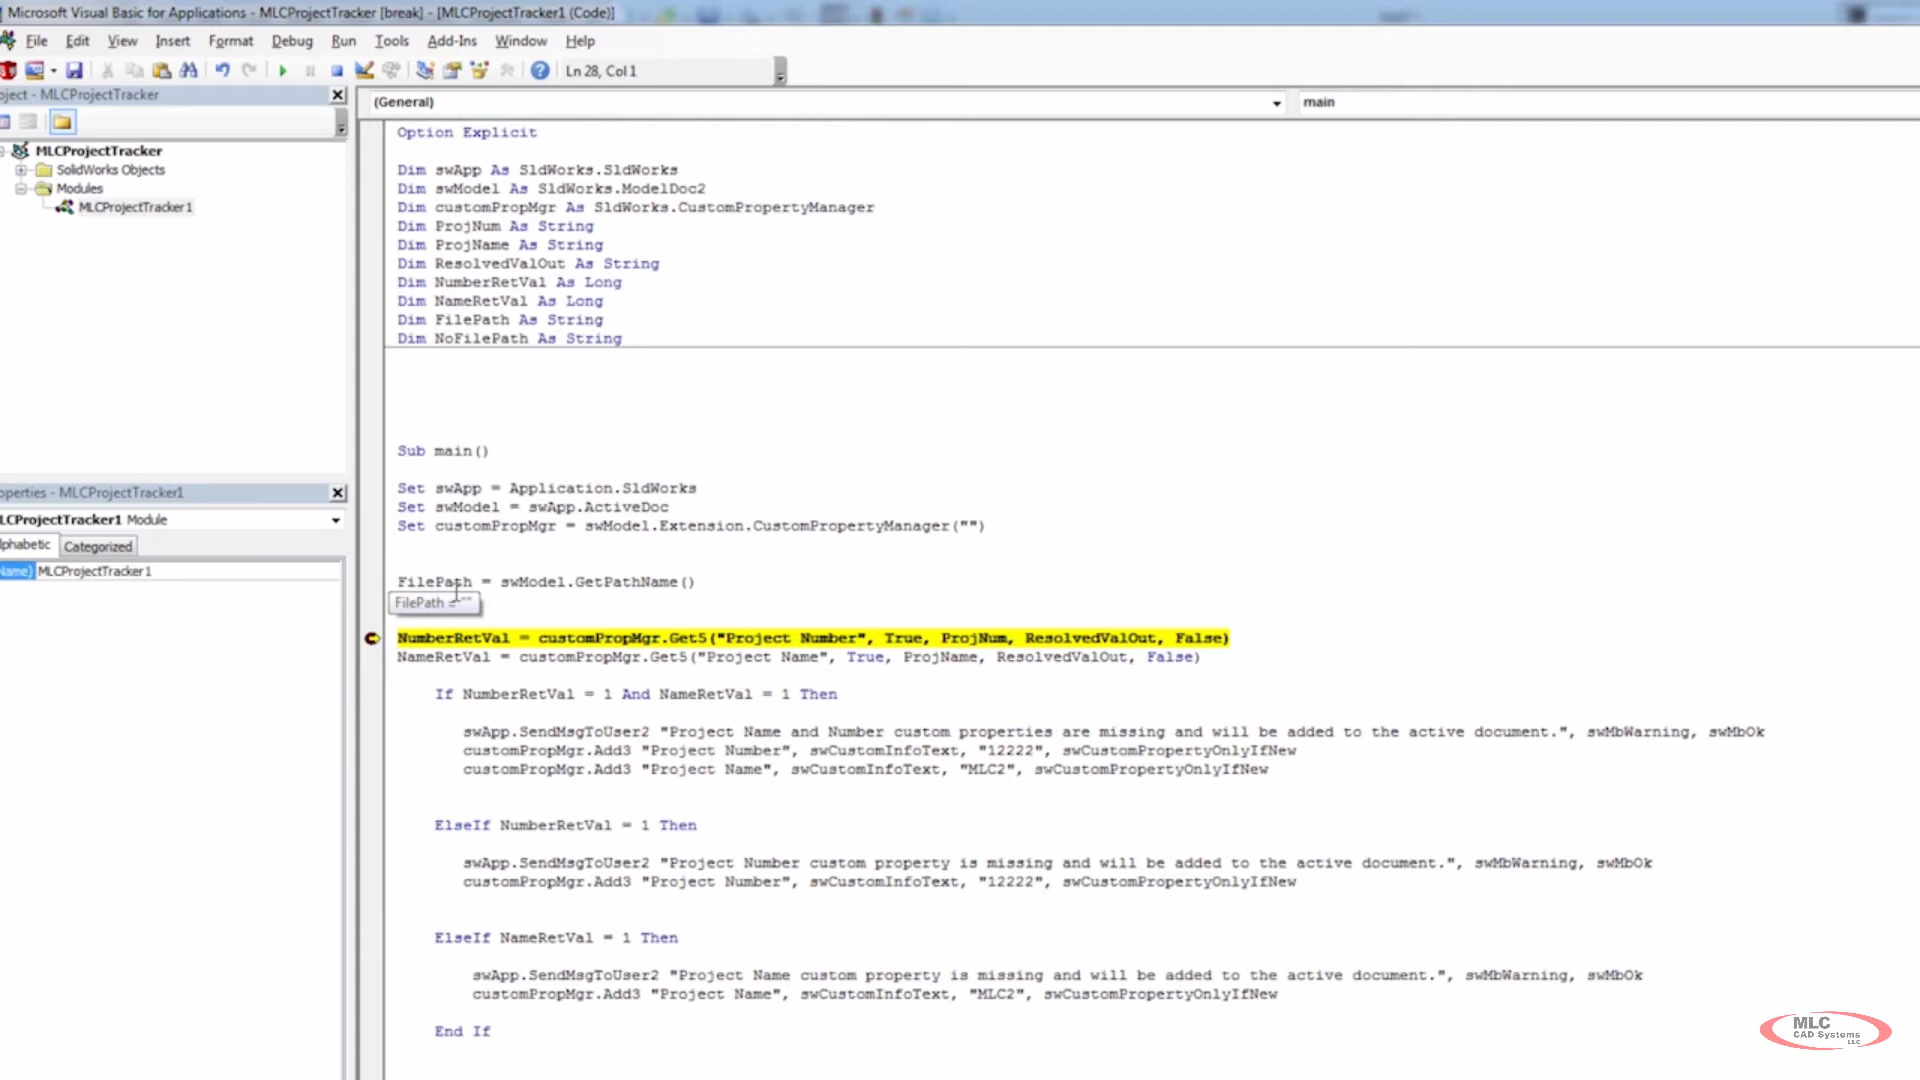 Microsoft Visual Basic for Applications - MLCProjectTracker [break] - [MLCProjectTracker1 (Code)]
File Edit View Insert Format Debug Run Tools Add-Ins Window Help
Ln 28, Col 1
oject - MLCProjectTracker
MLCProjectTracker
SolidWorks Objects
Modules
MLCProjectTracker1
operties - MLCProjectTracker1
LCProjectTracker1 Module
lphabetic Categorized
Name) MLCProjectTracker1
(General) main
Option Explicit
Dim swApp As SldWorks.SldWorks
Dim swModel As SldWorks.ModelDoc2
Dim customPropMgr As SldWorks.CustomPropertyManager
Dim ProjNum As String
Dim ProjName As String
Dim ResolvedValOut As String
Dim NumberRetVal As Long
Dim NameRetVal As Long
Dim FilePath As String
Dim NoFilePath As String
Sub main()
Set swApp = Application.SldWorks
Set swModel = swApp.ActiveDoc
Set customPropMgr = swModel.Extension.CustomPropertyManager("")
FilePath = swModel.GetPathName()
FilePath = ""
NumberRetVal = customPropMgr.Get5("Project Number", True, ProjNum, ResolvedValOut, False)
NameRetVal = customPropMgr.Get5("Project Name", True, ProjName, ResolvedValOut, False)
If NumberRetVal = 1 And NameRetVal = 1 Then
swApp.SendMsgToUser2 "Project Name and Number custom properties are missing and will be added to the active document.", swMbWarning, swMbOk
customPropMgr.Add3 "Project Number", swCustomInfoText, "12222", swCustomPropertyOnlyIfNew
customPropMgr.Add3 "Project Name", swCustomInfoText, "MLC2", swCustomPropertyOnlyIfNew
ElseIf NumberRetVal = 1 Then
swApp.SendMsgToUser2 "Project Number custom property is missing and will be added to the active document.", swMbWarning, swMbOk
customPropMgr.Add3 "Project Number", swCustomInfoText, "12222", swCustomPropertyOnlyIfNew
ElseIf NameRetVal = 1 Then
swApp.SendMsgToUser2 "Project Name custom property is missing and will be added to the active document.", swMbWarning, swMbOk
customPropMgr.Add3 "Project Name", swCustomInfoText, "MLC2", swCustomPropertyOnlyIfNew
End If
MLC
CAD Systems
LLC